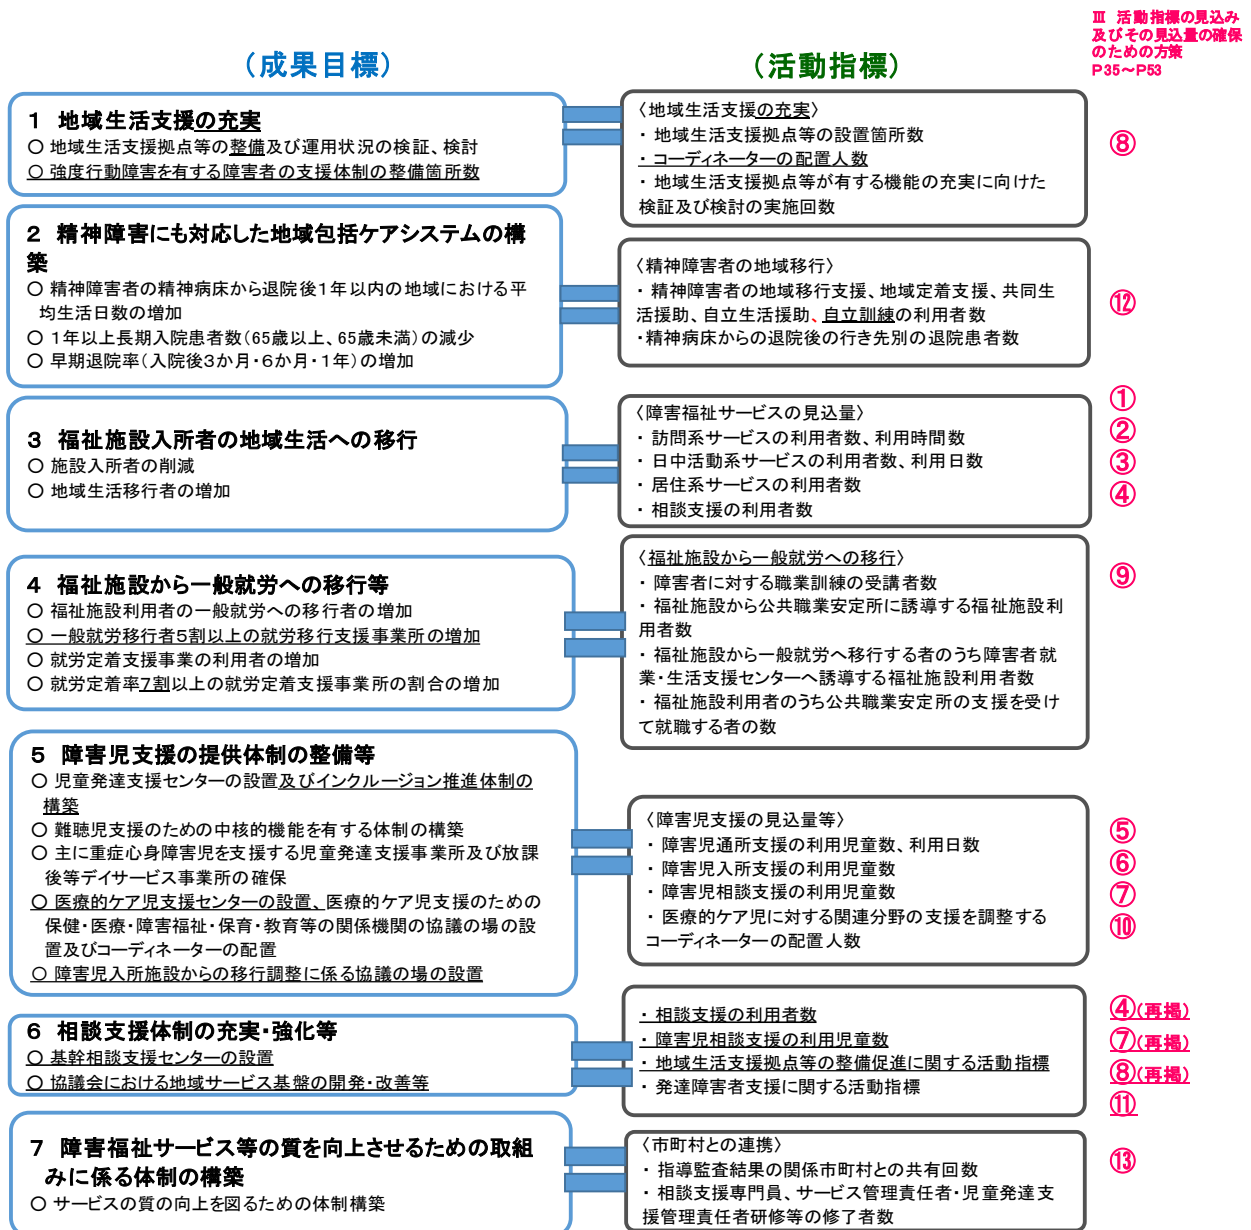 Ⅲ 活動指標の見込み
及びその見込量の確保
のための方策
P35～P53
（成果目標）
（活動指標）
1 地域生活支援の充実
○ 地域生活支援拠点等の整備及び運用状況の検証、検討
○ 強度行動障害を有する障害者の支援体制の整備箇所数
〈地域生活支援の充実〉
・ 地域生活支援拠点等の設置箇所数
・ コーディネーターの配置人数
・ 地域生活支援拠点等が有する機能の充実に向けた
検証及び検討の実施回数
⑧
2 精神障害にも対応した地域包括ケアシステムの構
築
○ 精神障害者の精神病床から退院後1年以内の地域における平
均生活日数の増加
○ 1年以上長期入院患者数（65歳以上、65歳未満）の減少
○ 早期退院率（入院後3か月・6か月・1年）の増加
〈精神障害者の地域移行〉
・ 精神障害者の地域移行支援、地域定着支援、共同生
活援助、自立生活援助、自立訓練の利用者数
・精神病床からの退院後の行き先別の退院患者数
⑫
3 福祉施設入所者の地域生活への移行
○ 施設入所者の削減
○ 地域生活移行者の増加
〈障害福祉サービスの見込量〉
・ 訪問系サービスの利用者数、利用時間数
・ 日中活動系サービスの利用者数、利用日数
・ 居住系サービスの利用者数
・ 相談支援の利用者数
①
②
③
④
4 福祉施設から一般就労への移行等
○ 福祉施設利用者の一般就労への移行者の増加
○ 一般就労移行者5割以上の就労移行支援事業所の増加
○ 就労定着支援事業の利用者の増加
○ 就労定着率7割以上の就労定着支援事業所の割合の増加
〈福祉施設から一般就労への移行〉
・ 障害者に対する職業訓練の受講者数
・ 福祉施設から公共職業安定所に誘導する福祉施設利
用者数
・ 福祉施設から一般就労へ移行する者のうち障害者就
業・生活支援センターへ誘導する福祉施設利用者数
・ 福祉施設利用者のうち公共職業安定所の支援を受け
て就職する者の数
⑨
5 障害児支援の提供体制の整備等
○ 児童発達支援センターの設置及びインクルージョン推進体制の
構築
○ 難聴児支援のための中核的機能を有する体制の構築
○ 主に重症心身障害児を支援する児童発達支援事業所及び放課
後等デイサービス事業所の確保
○ 医療的ケア児支援センターの設置、医療的ケア児支援のための
保健・医療・障害福祉・保育・教育等の関係機関の協議の場の設
置及びコーディネーターの配置
○ 障害児入所施設からの移行調整に係る協議の場の設置
〈障害児支援の見込量等〉
・ 障害児通所支援の利用児童数、利用日数
・ 障害児入所支援の利用児童数
・ 障害児相談支援の利用児童数
・ 医療的ケア児に対する関連分野の支援を調整する
コーディネーターの配置人数
⑤
⑥
⑦
⑩
6 相談支援体制の充実・強化等
○ 基幹相談支援センターの設置
○ 協議会における地域サービス基盤の開発・改善等
・ 相談支援の利用者数
・ 障害児相談支援の利用児童数
・ 地域生活支援拠点等の整備促進に関する活動指標
・ 発達障害者支援に関する活動指標
④(再掲)
⑦(再掲)
⑧(再掲)
⑪
7 障害福祉サービス等の質を向上させるための取組
みに係る体制の構築
○ サービスの質の向上を図るための体制構築
〈市町村との連携〉
・ 指導監査結果の関係市町村との共有回数
・ 相談支援専門員、サービス管理責任者・児童発達支
援管理責任者研修等の修了者数
⑬